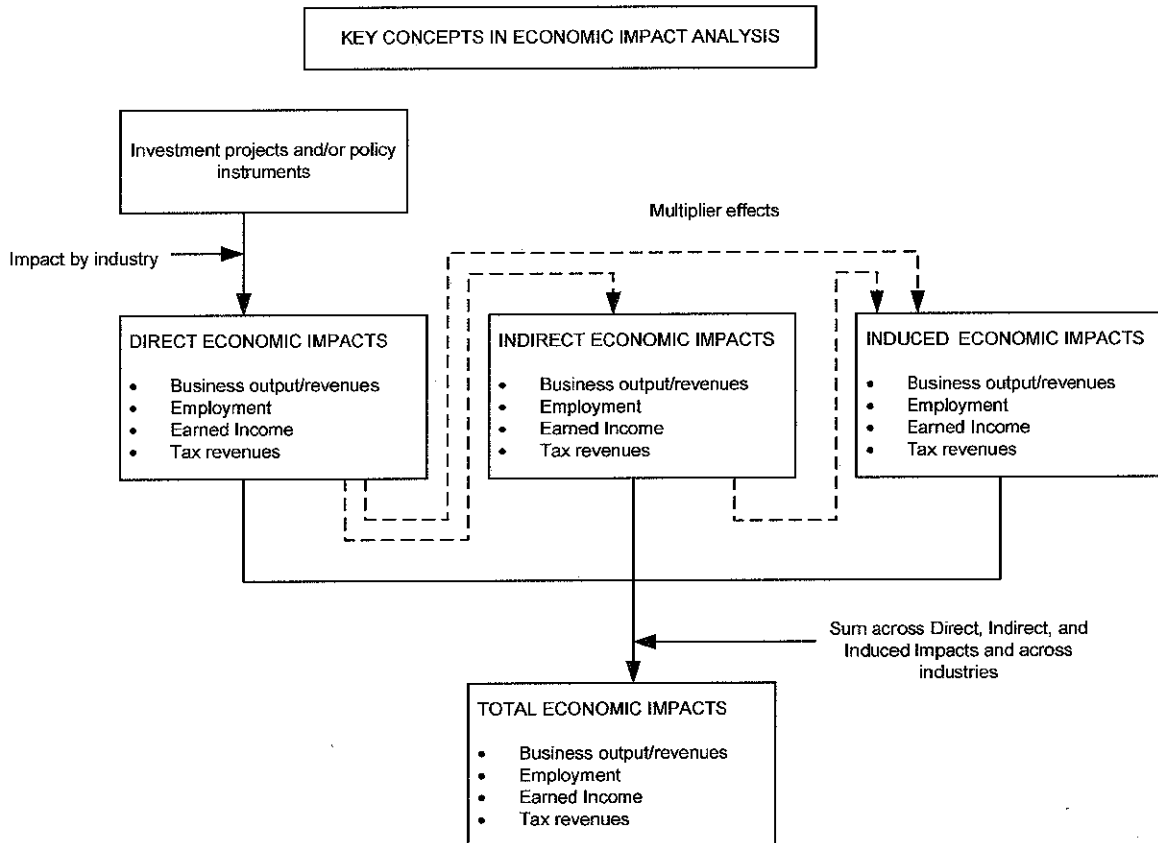 KEY CONCEPTS IN ECONOMIC IMPACT ANALYSIS
Investment projects and/or policy
instruments
Multiplier effects
Impact by industry
DIRECT ECONOMIC IMPACTS
• Business output/revenues
• Employment
• Earned Income
• Tax revenues
INDIRECT ECONOMIC IMPACTS
• Business output/revenues
• Employment
• Earned Income
• Tax revenues
INDUCED ECONOMIC IMPACTS
• Business output/revenues
• Employment
• Earned Income
• Tax revenues
Sum across Direct, Indirect, and
Induced Impacts and across
industries
TOTAL ECONOMIC IMPACTS
• Business output/revenues
• Employment
• Earned Income
• Tax revenues